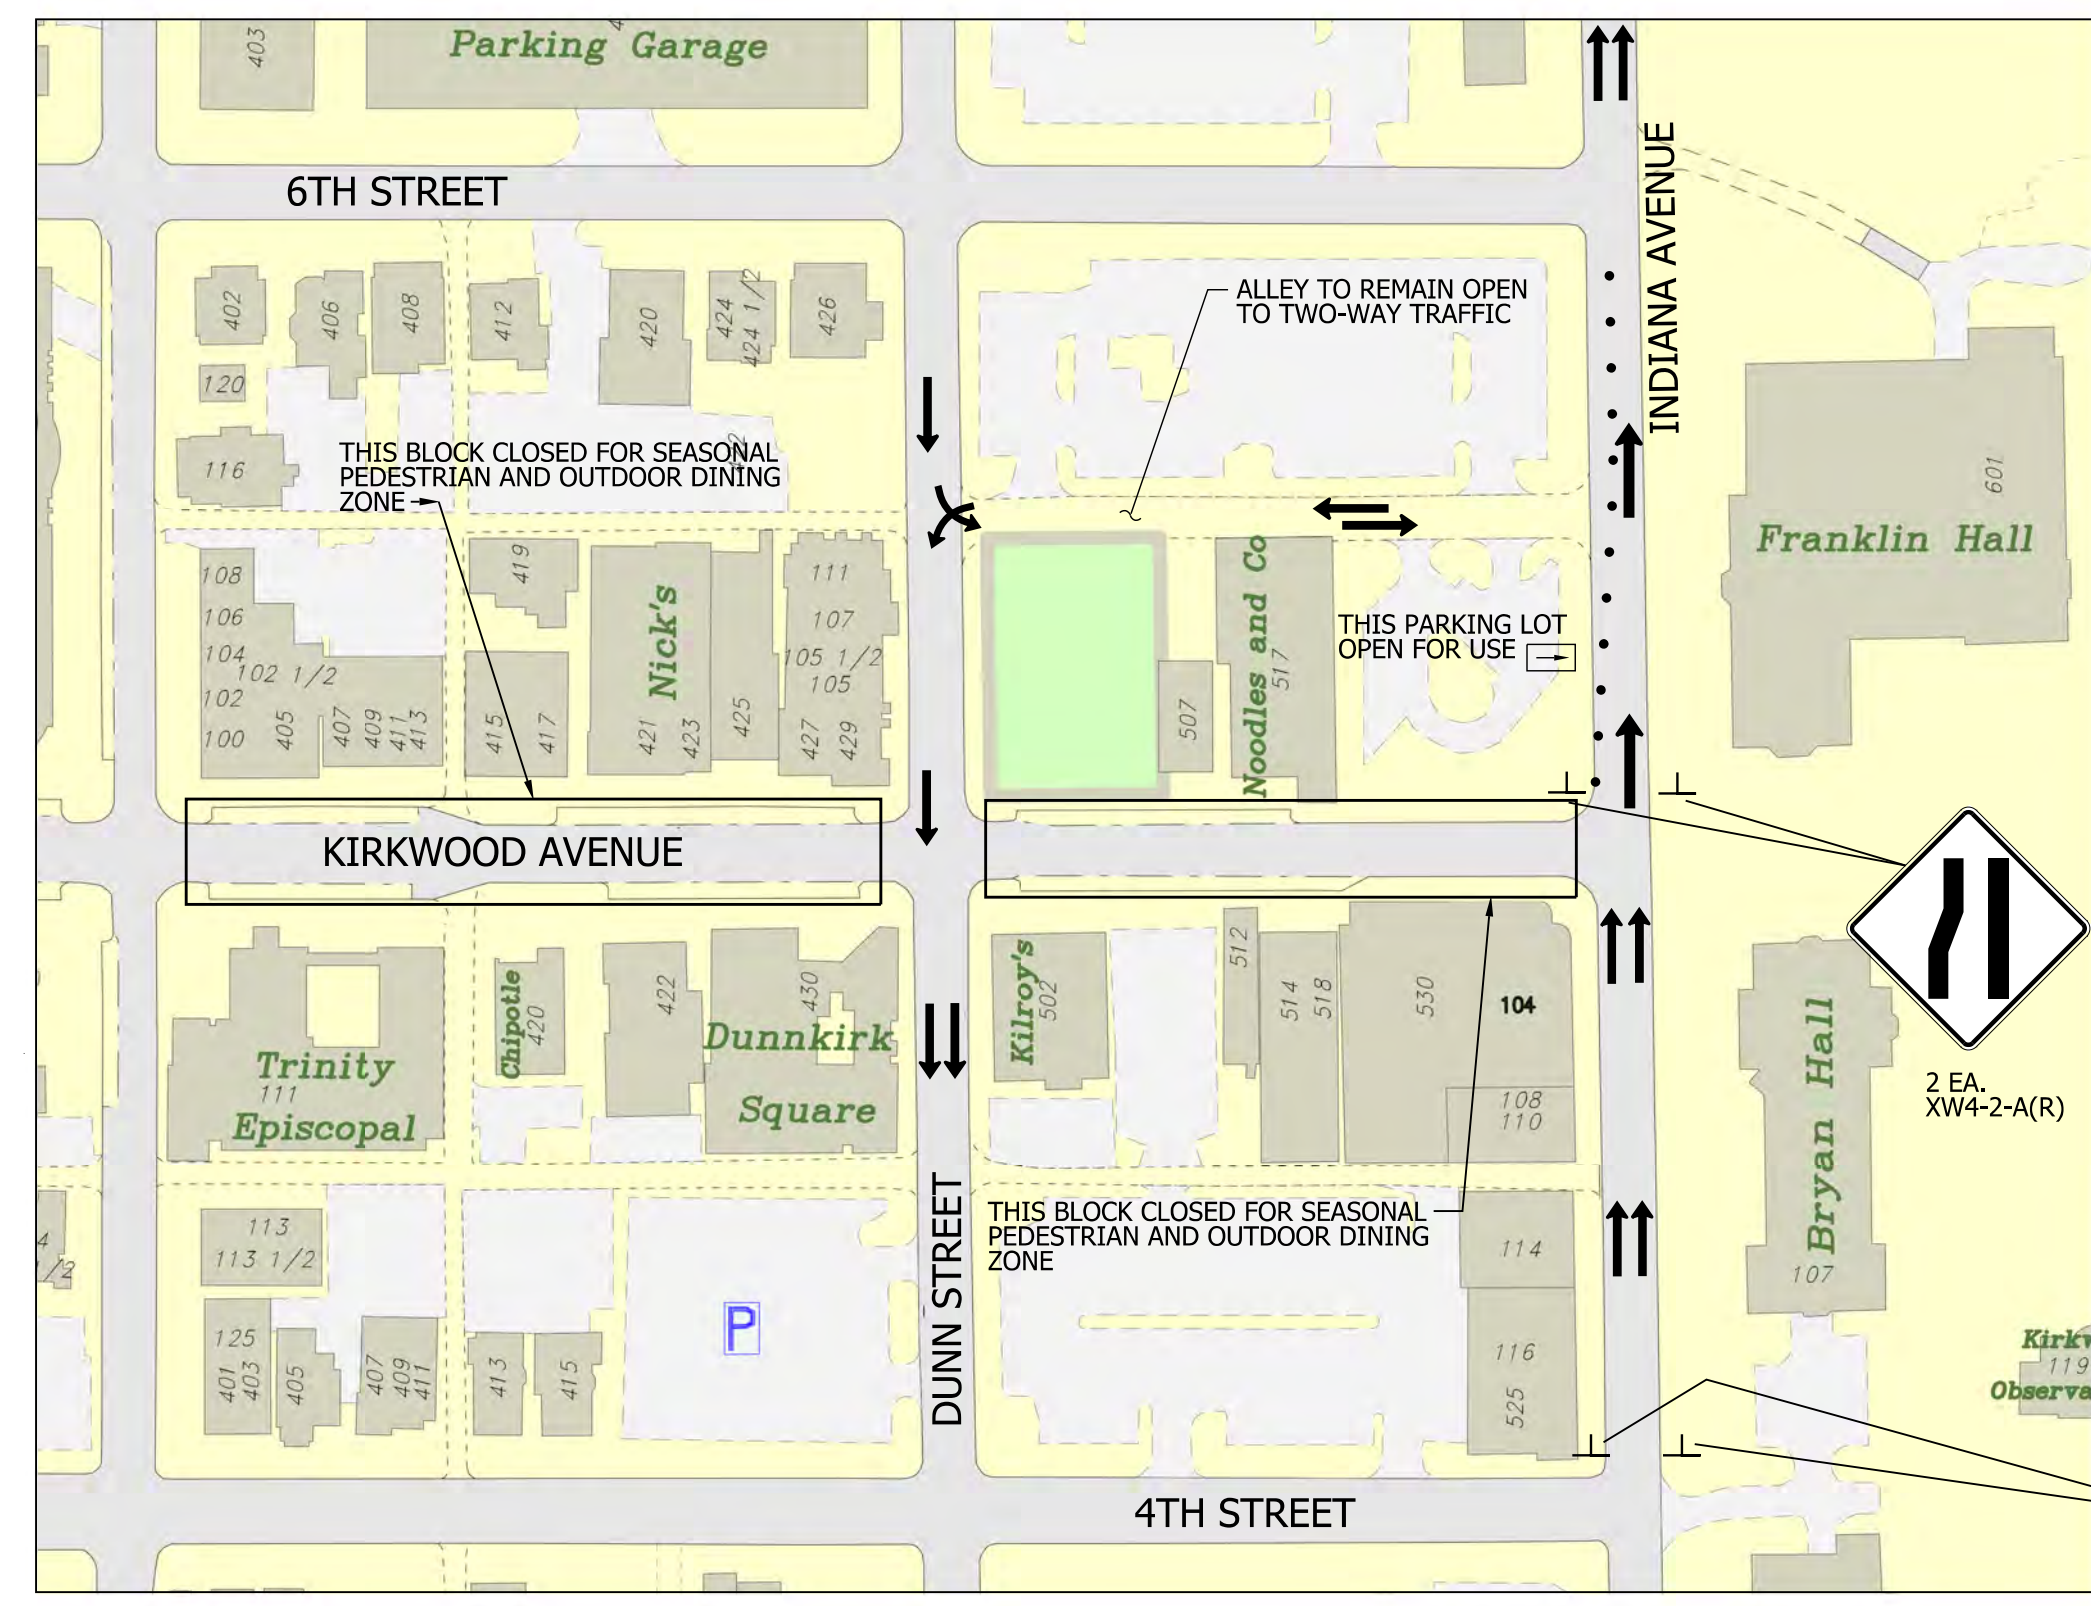 403
Parking Garage
6TH STREET
INDIANA AVENUE
402
406
408
412
420
424
424 1/2
426
120
116
422
ALLEY TO REMAIN OPEN
TO TWO-WAY TRAFFIC
THIS BLOCK CLOSED FOR SEASONAL
PEDESTRIAN AND OUTDOOR DINING
ZONE
601
Franklin Hall
108
106
104
102 1/2
102
100
405
407
409
411
413
419
415
417
Nick's
421
423
425
111
107
105 1/2
105
427
429
507
Noodles and Co
517
THIS PARKING LOT
OPEN FOR USE
KIRKWOOD AVENUE
Trinity
111
Episcopal
Chipotle
420
422
430
Dunnkirk
Square
Kilroy's
502
512
514
518
530
104
108
110
Bryan Hall
107
2 EA.
XW4-2-A(R)
THIS BLOCK CLOSED FOR SEASONAL
PEDESTRIAN AND OUTDOOR DINING
ZONE
DUNN STREET
113
113 1/2
125
401
403
405
407
409
411
413
415
P
114
116
525
119
4TH STREET